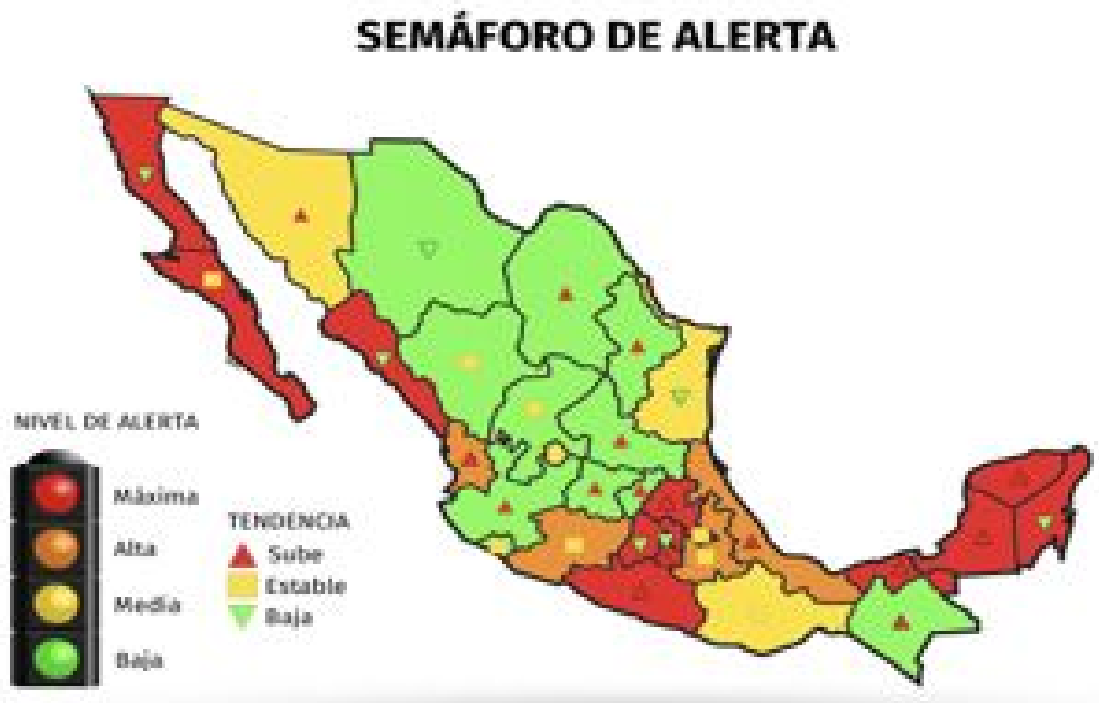 SEMÁFORO DE ALERTA
NIVEL DE ALERTA
Máxima
Alta
Media
Baja
TENDENCIA
Sube
Estable
Baja